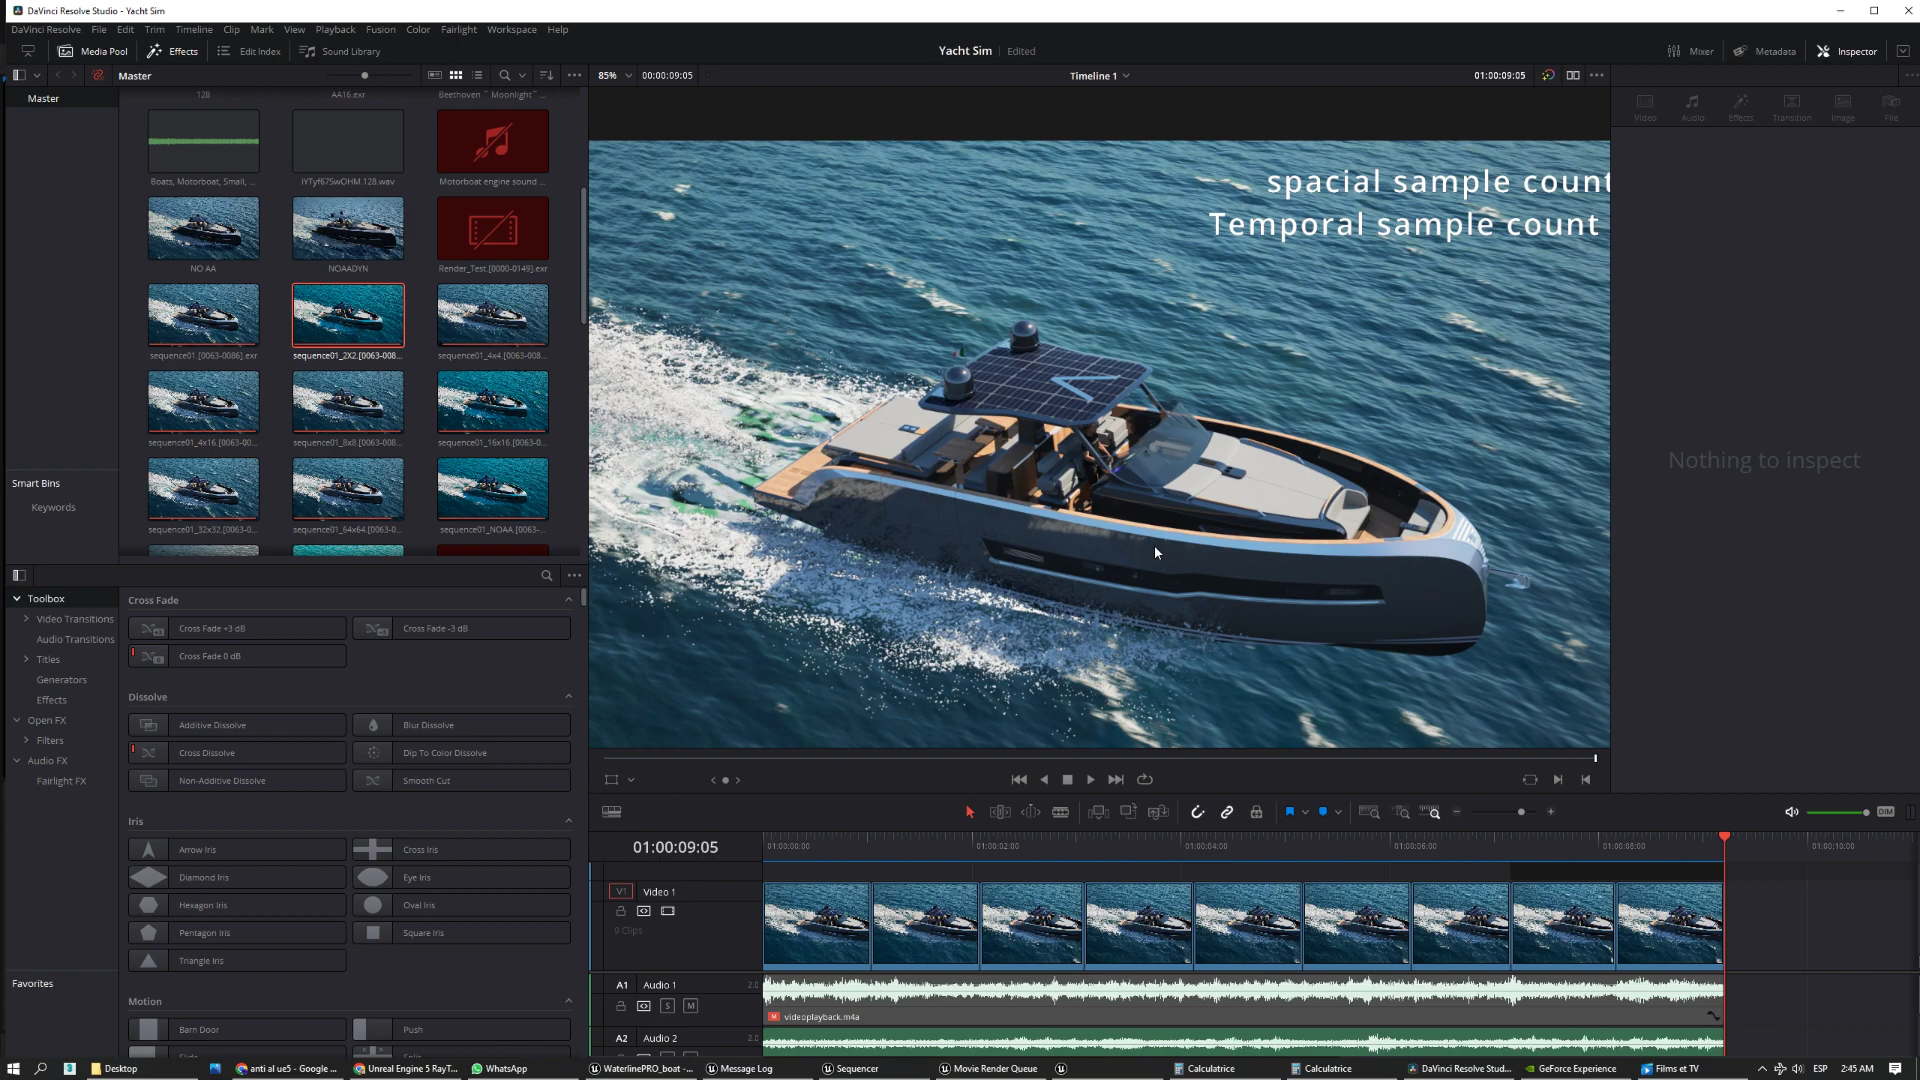 DaVinci Resolve Studio - Yacht Sim
DaVinci Resolve File Edit Trim Timeline Clip Mark View Playback Fusion Color Fairlight Workspace Help
Media Pool Effects Edit Index Sound Library
Yacht Sim Edited
Mixer Metadata Inspector
Master
85% 00:00:09:05
Timeline 1
01:00:09:05
Master
128
AA16.exr
Beethoven " Moonlight" ...
Video Audio Effects Transition Image File
Boats, Motorboat, Small, ...
IYTyf67SwOHM.128.wav
Motorboat engine sound ...
spacial sample count
Temporal sample count
NO AA
NOAADYN
Render_Test.[0000-0149].exr
sequence01.[0063-0086].exr
sequence01_2X2.[0063-008...
sequence01_4x4.[0063-008...
sequence01_4x16.[0063-00...
sequence01_8x8.[0063-008...
sequence01_16x16.[0063-0...
Nothing to inspect
Smart Bins
Keywords
sequence01_32x32.[0063-0...
sequence01_64x64.[0063-0...
sequence01_NOAA.[0063-...
Toolbox
Video Transitions
Audio Transitions
Titles
Generators
Effects
Open FX
Filters
Audio FX
Fairlight FX
Favorites
Cross Fade
Cross Fade +3 dB
Cross Fade -3 dB
Cross Fade 0 dB
Dissolve
Additive Dissolve
Blur Dissolve
Cross Dissolve
Dip To Color Dissolve
Non-Additive Dissolve
Smooth Cut
Iris
Arrow Iris
Cross Iris
Diamond Iris
Eye Iris
Hexagon Iris
Oval Iris
Pentagon Iris
Square Iris
Triangle Iris
Motion
Barn Door
Push
DIM
01:00:09:05
01:00:00:00
01:00:02:00
01:00:04:00
01:00:06:00
01:00:08:00
01:00:10:00
V1 Video 1
9 Clips
A1 Audio 1 2.0
S M
videoplayback.m4a
A2 Audio 2 2.0
Desktop
anti al ue5 - Google ...
Unreal Engine 5 RayT...
WhatsApp
WaterlinePRO_boat -...
Message Log
Sequencer
Movie Render Queue
Calculatrice
Calculatrice
DaVinci Resolve Stud...
GeForce Experience
Films et TV
ESP
2:45 AM